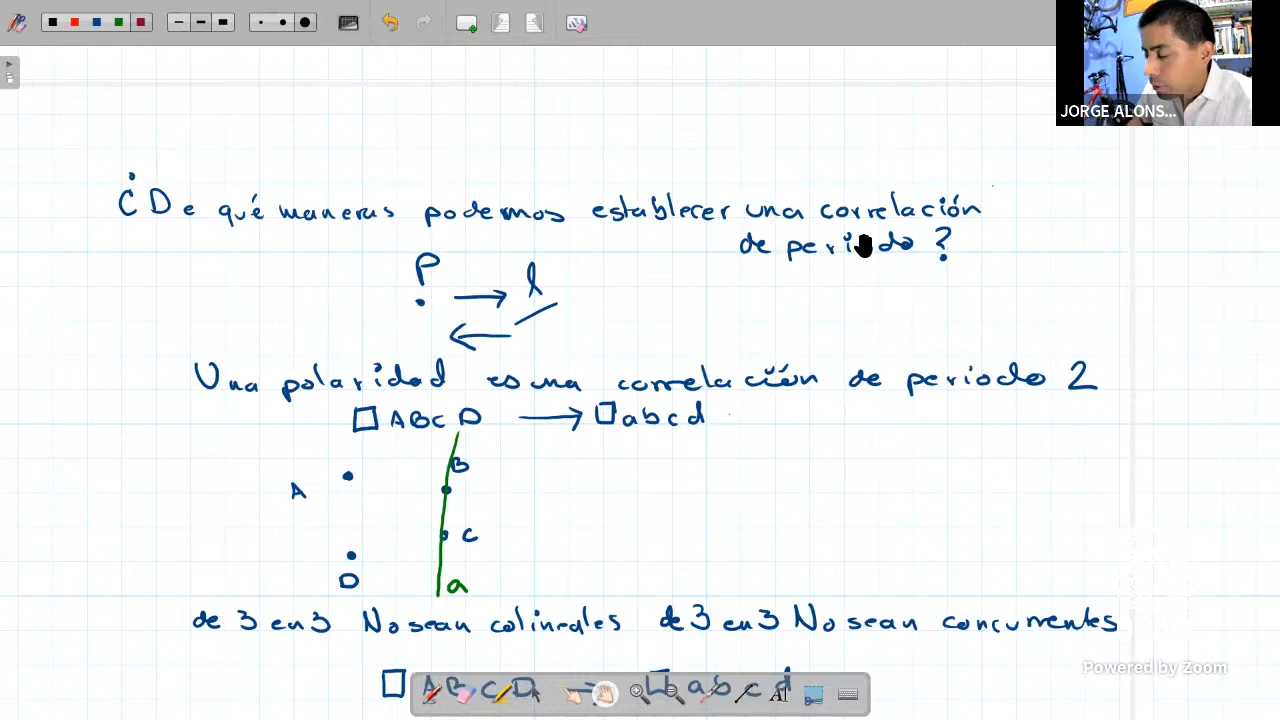 JORGE ALONS...
¿De qué maneras podemos establecer una correlación
de periodo?
P
l
Una polaridad es una correlación de periodo 2
□ ABCD → □ abcd
B
A
C
D
a
de 3 en 3 No sean colineales de 3 en 3 No sean concurrentes
Powered by Zoom
□ ABCD → □ abcd